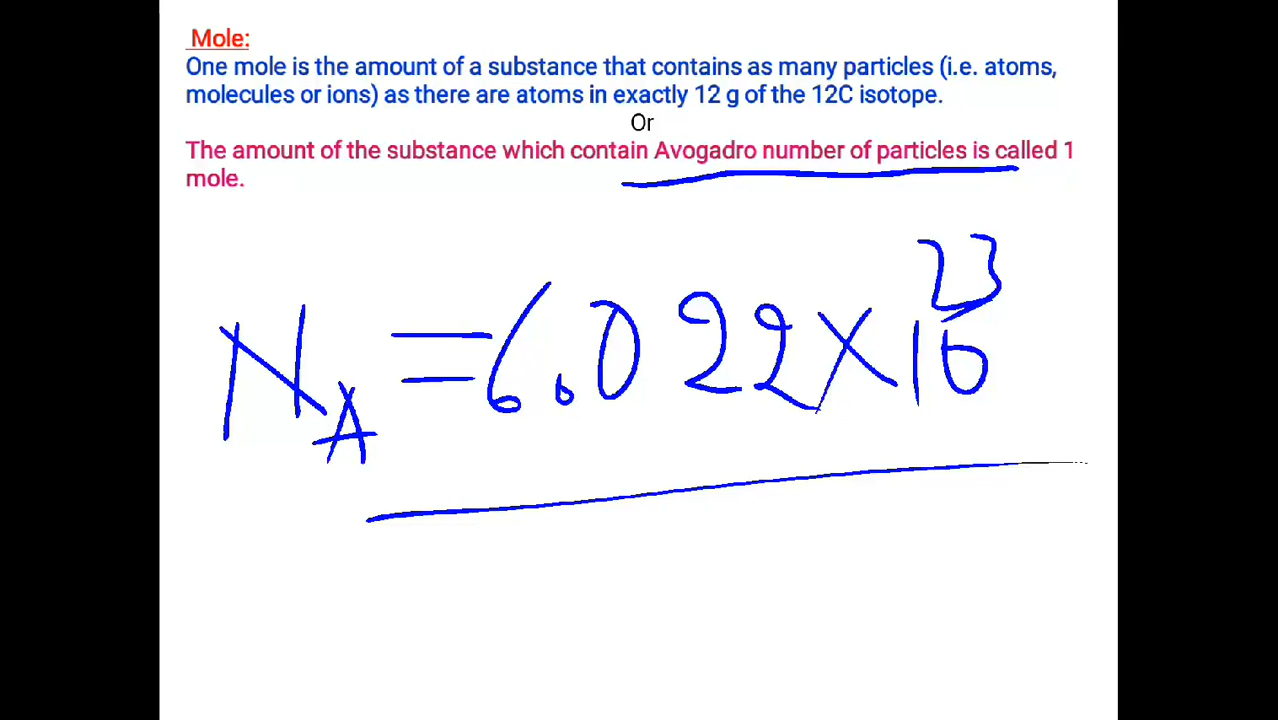 Mole:
One mole is the amount of a substance that contains as many particles (i.e. atoms,
molecules or ions) as there are atoms in exactly 12 g of the 12C isotope.
Or
The amount of the substance which contain Avogadro number of particles is called 1
mole.
N_A = 6.022 × 10^23